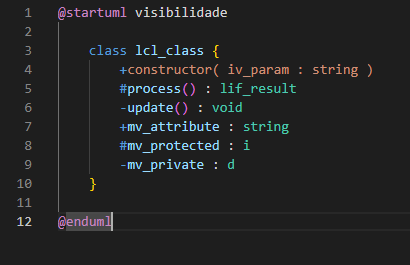 1 @startuml visibilidade
2
3 class lcl_class {
4 +constructor( iv_param : string )
5 #process() : lif_result
6 -update() : void
7 +mv_attribute : string
8 #mv_protected : i
9 -mv_private : d
10 }
11
12 @enduml